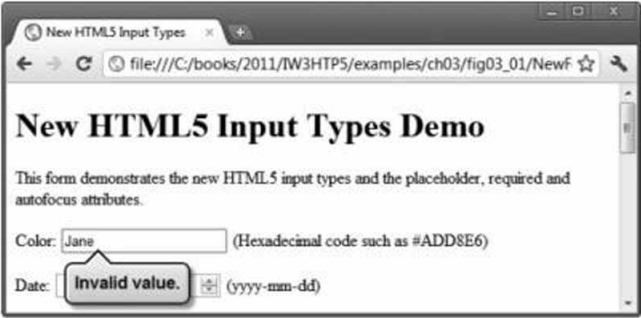 New HTML5 Input Types
file:///C:/books/2011/IW3HTP5/examples/ch03/fig03_01/NewF
New HTML5 Input Types Demo
This form demonstrates the new HTML5 input types and the placeholder, required and
autofocus attributes.
Color: Jane (Hexadecimal code such as #ADD8E6)
Invalid value.
Date: (yyyy-mm-dd)